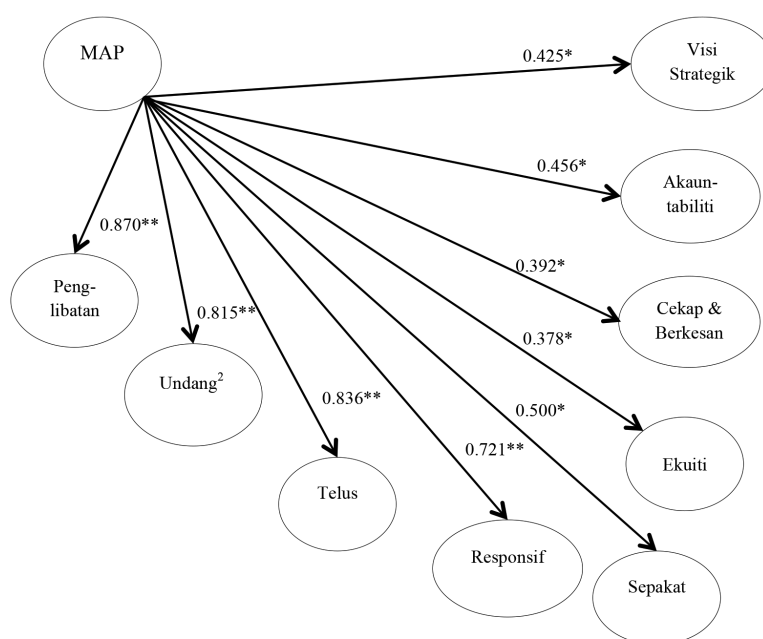 MAP
Visi
Strategik
0.425*
0.456*
Akaun-
tabiliti
0.870**
0.392*
Peng-
libatan
Cekap &
Berkesan
0.815**
0.378*
Undang²
0.836**
0.500*
0.721**
Ekuiti
Telus
Responsif
Sepakat